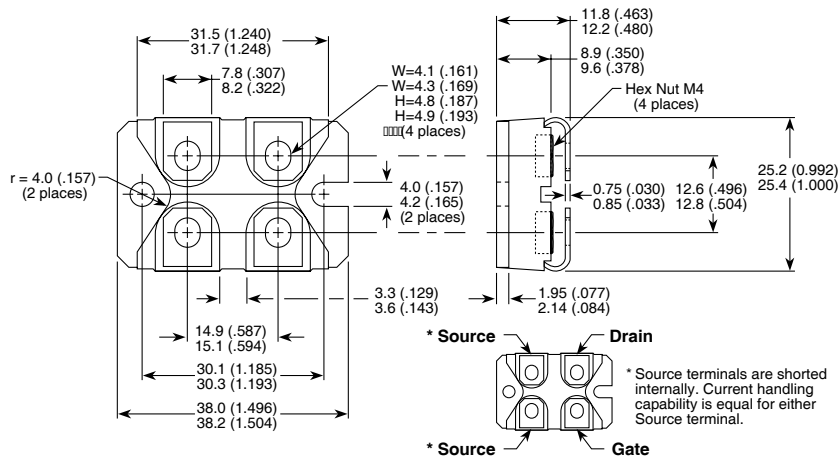 31.5 (1.240)
31.7 (1.248)
7.8 (.307)
8.2 (.322)
W=4.1 (.161)
W=4.3 (.169)
H=4.8 (.187)
H=4.9 (.193)
(4 places)
r = 4.0 (.157)
(2 places)
4.0 (.157)
4.2 (.165)
(2 places)
3.3 (.129)
3.6 (.143)
14.9 (.587)
15.1 (.594)
30.1 (1.185)
30.3 (1.193)
38.0 (1.496)
38.2 (1.504)
11.8 (.463)
12.2 (.480)
8.9 (.350)
9.6 (.378)
Hex Nut M4
(4 places)
0.75 (.030)
0.85 (.033)
12.6 (.496)
12.8 (.504)
25.2 (0.992)
25.4 (1.000)
1.95 (.077)
2.14 (.084)
* Source
Drain
* Source
Gate
* Source terminals are shorted
internally. Current handling
capability is equal for either
Source terminal.